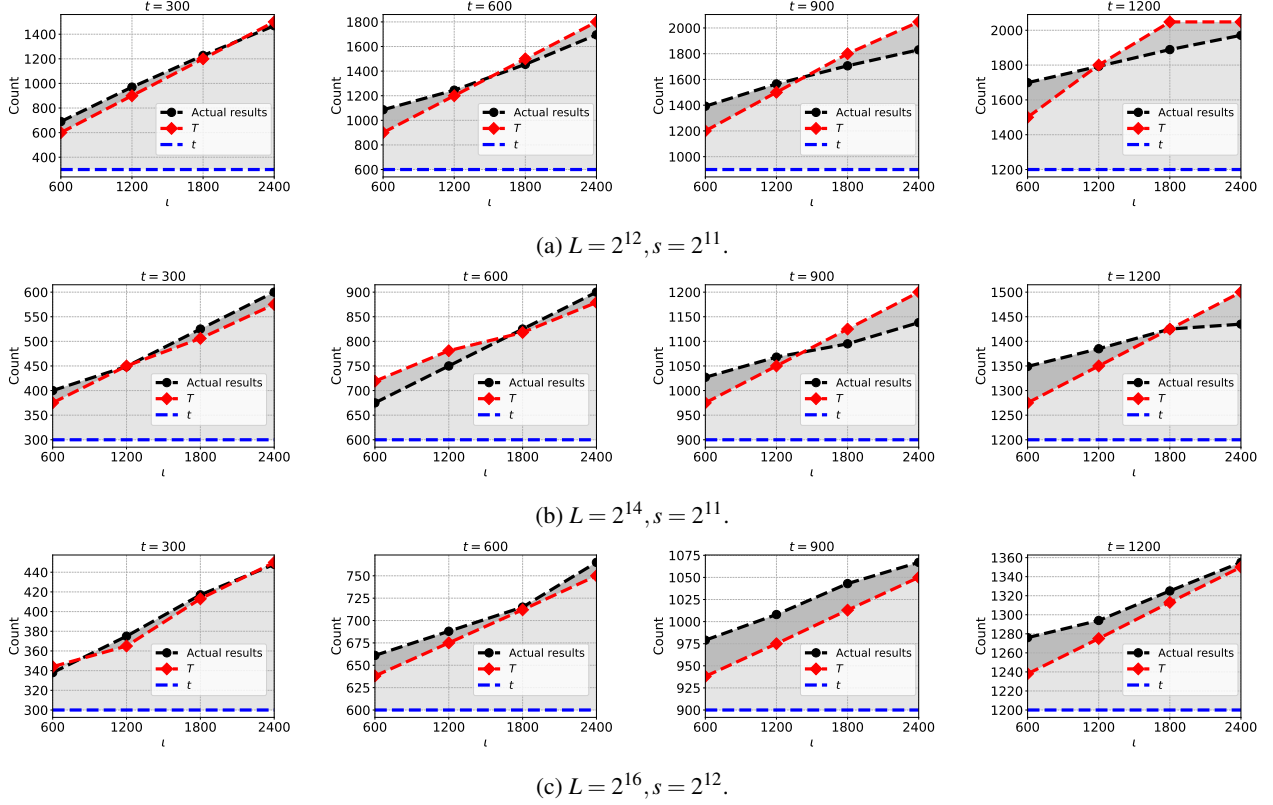 t = 300
t = 600
t = 900
t = 1200
Count
1400
1200
1000
800
600
400
Actual results
T
t
600 1200 1800 2400
ι
Count
1800
1600
1400
1200
1000
800
600
Actual results
T
t
600 1200 1800 2400
ι
Count
2000
1800
1600
1400
1200
1000
Actual results
T
t
600 1200 1800 2400
ι
Count
2000
1800
1600
1400
1200
Actual results
T
t
600 1200 1800 2400
ι
(a) L = 2^12, s = 2^11.
t = 300
t = 600
t = 900
t = 1200
Count
600
550
500
450
400
350
300
Actual results
T
t
600 1200 1800 2400
ι
Count
900
850
800
750
700
650
600
Actual results
T
t
600 1200 1800 2400
ι
Count
1200
1150
1100
1050
1000
950
900
Actual results
T
t
600 1200 1800 2400
ι
Count
1500
1450
1400
1350
1300
1250
1200
Actual results
T
t
600 1200 1800 2400
ι
(b) L = 2^14, s = 2^11.
t = 300
t = 600
t = 900
t = 1200
Count
440
420
400
380
360
340
320
300
Actual results
T
t
600 1200 1800 2400
ι
Count
750
725
700
675
650
625
600
Actual results
T
t
600 1200 1800 2400
ι
Count
1075
1050
1025
1000
975
950
925
900
Actual results
T
t
600 1200 1800 2400
ι
Count
1360
1340
1320
1300
1280
1260
1240
1220
1200
Actual results
T
t
600 1200 1800 2400
ι
(c) L = 2^16, s = 2^12.